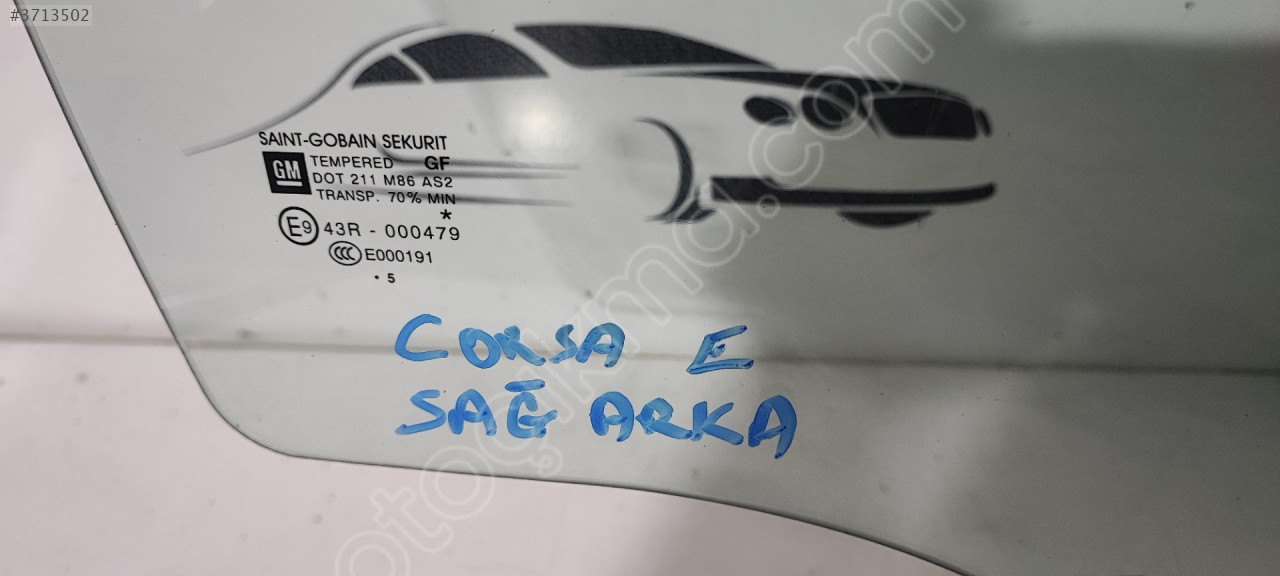 #3713502
SAINT-GOBAIN SEKURIT
GM TEMPERED GF
DOT 211 M86 AS2
TRANSP. 70% MIN
*
E9 43R - 000479
CCC E000191
• 5
CORSA E
SAĞ ARKA
otoçıkma.com